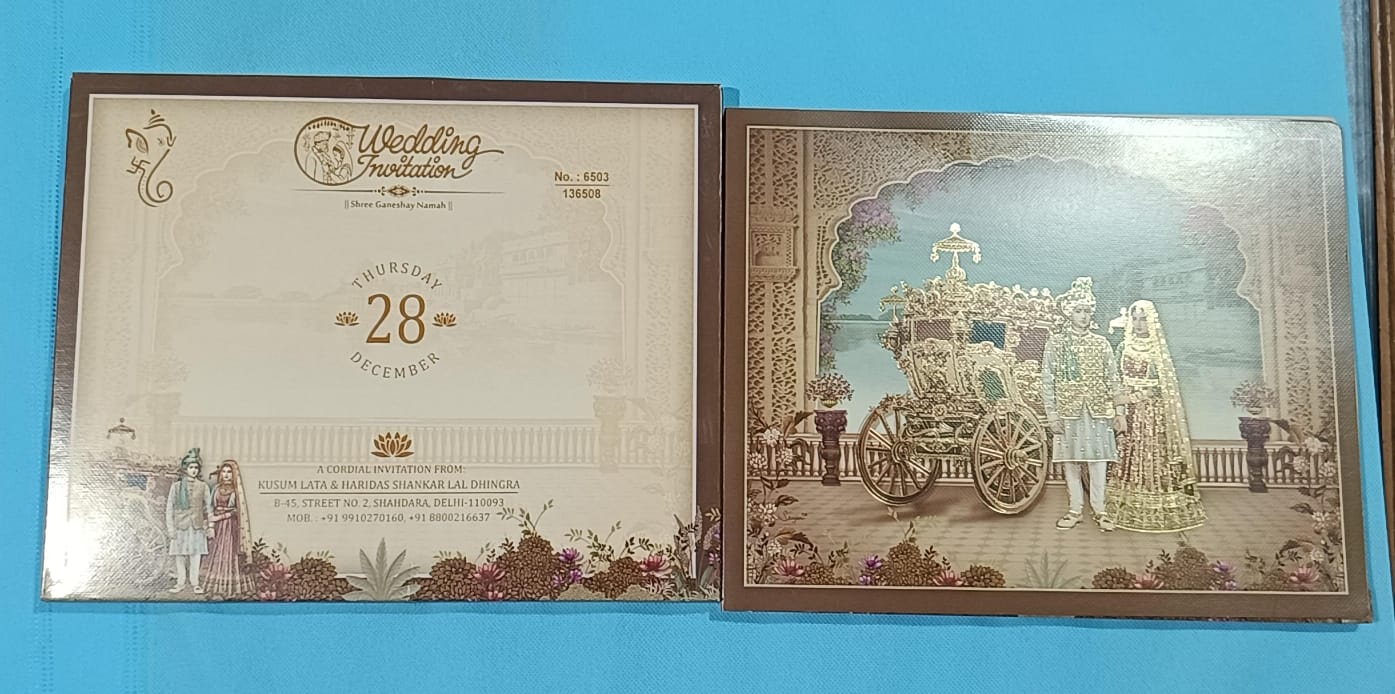 Wedding
Invitation
|| Shree Ganeshay Namah ||
No. : 6503
136508
THURSDAY
28
DECEMBER
A CORDIAL INVITATION FROM:
KUSUM LATA & HARIDAS SHANKAR LAL DHINGRA
B-45, STREET NO. 2, SHAHDARA, DELHI-110093
MOB. : +91 9910270160, +91 8800216637